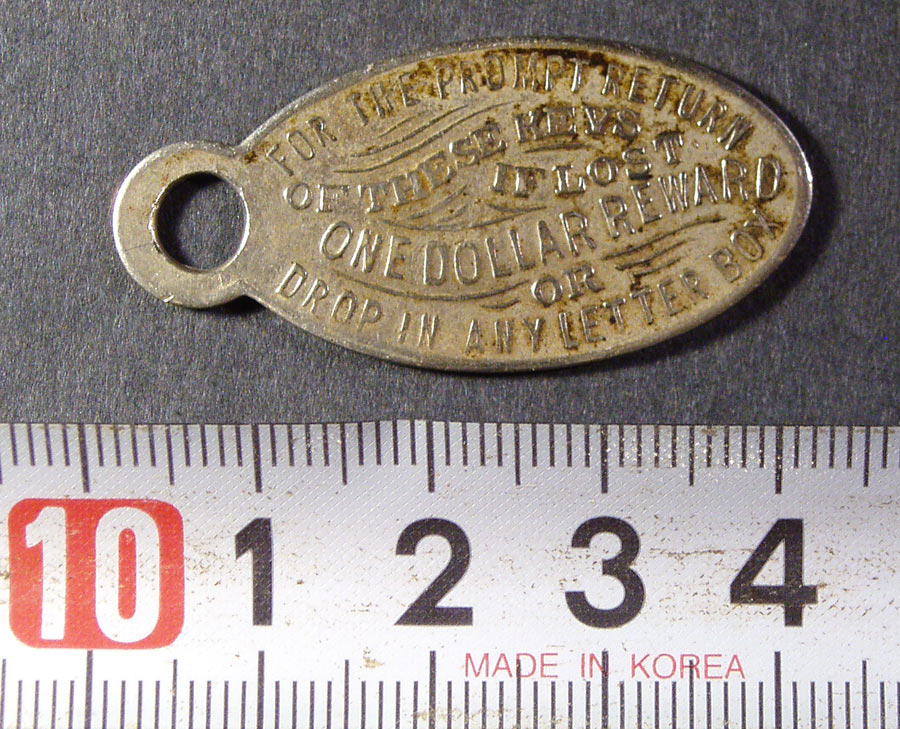 FOR THE PROMPT RETURN
OF THESE KEYS
IF LOST
ONE DOLLAR REWARD
OR
DROP IN ANY LETTER BOX
10 1 2 3 4
MADE IN KOREA